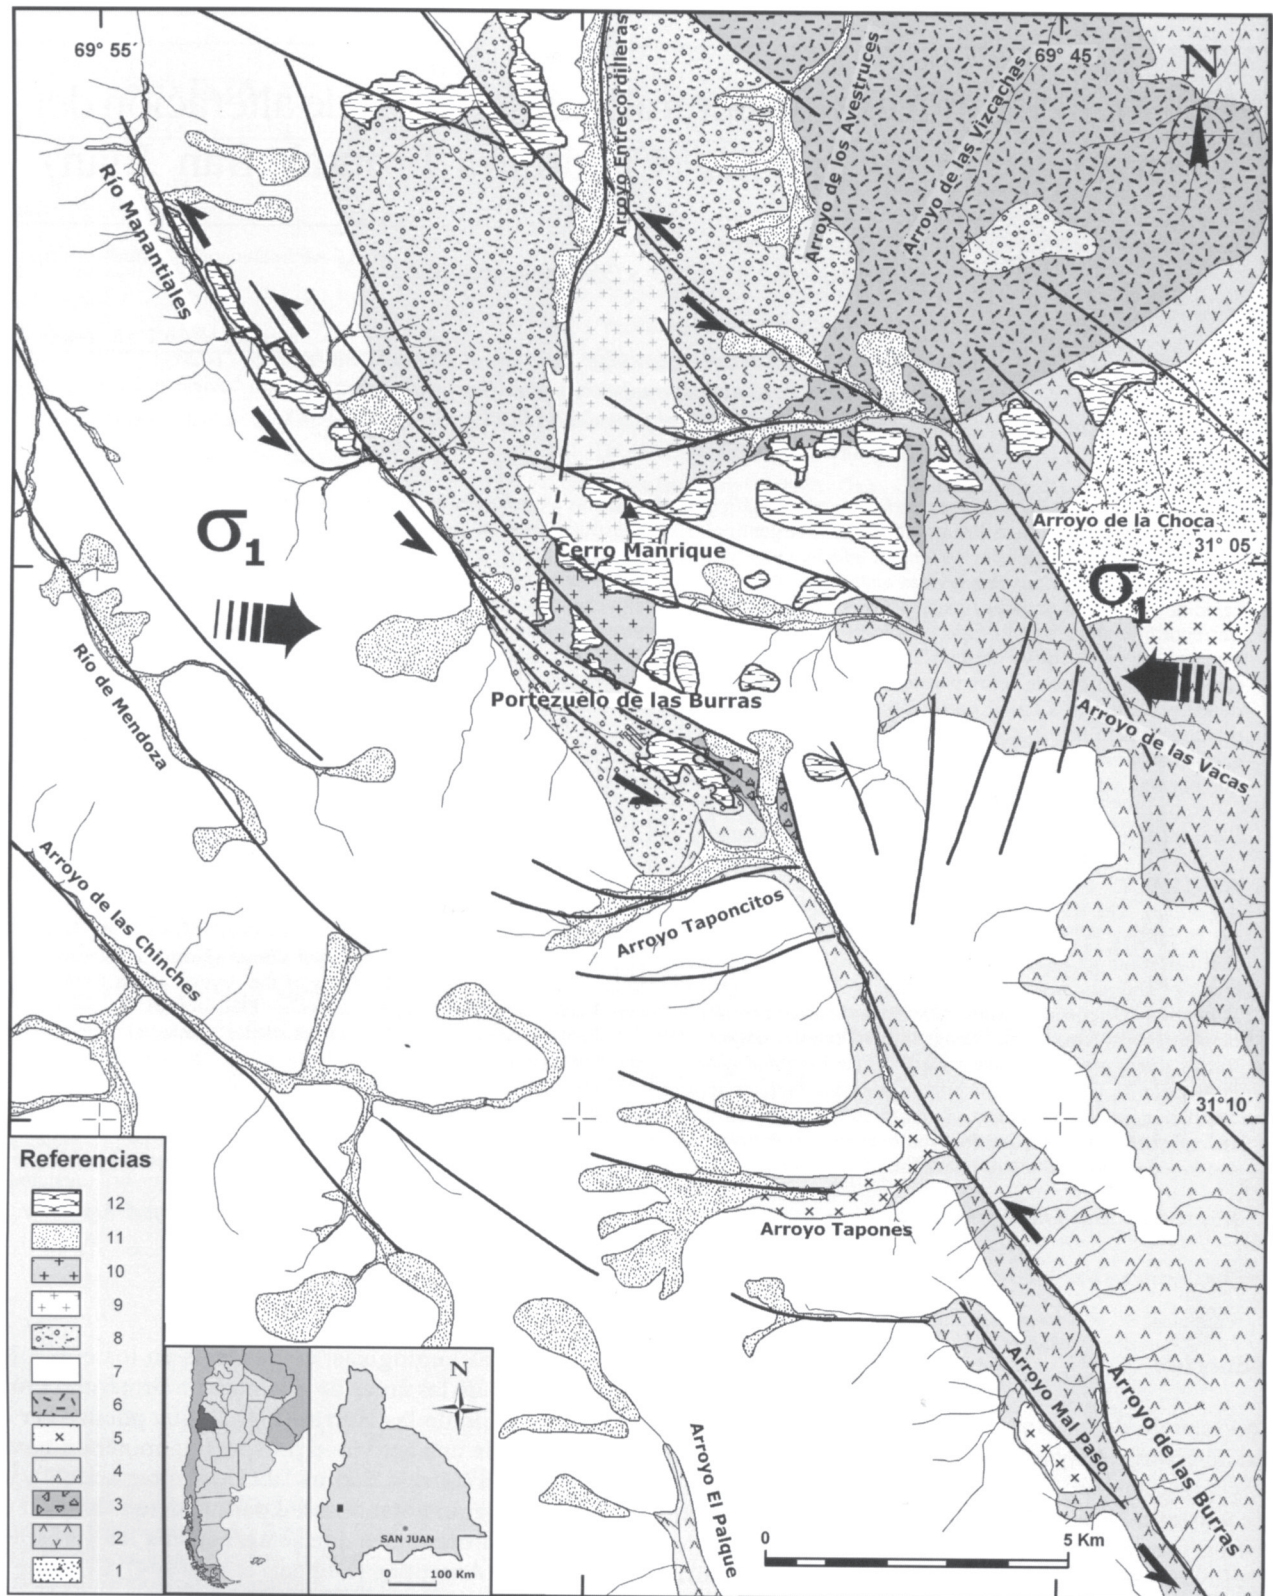 69° 55´
69° 45
N
Arroyo Entrecordilleras
Arroyo de los Avestruces
Arroyo de las Vizcachas
Río Manantiales
σ1
Arroyo de la Choca
31° 05
Cerro Manrique
σ1
Río de Mendoza
Portezuelo de las Burras
Arroyo de las Vacas
Arroyo de las Chinches
Arroyo Taponcitos
31°10´
Arroyo Tapones
Referencias
12
11
10
9
8
7
6
5
4
3
2
1
N
SAN JUAN
0 100 Km
Arroyo El Palque
Arroyo Mal Paso
Arroyo de las Burras
0 5 Km